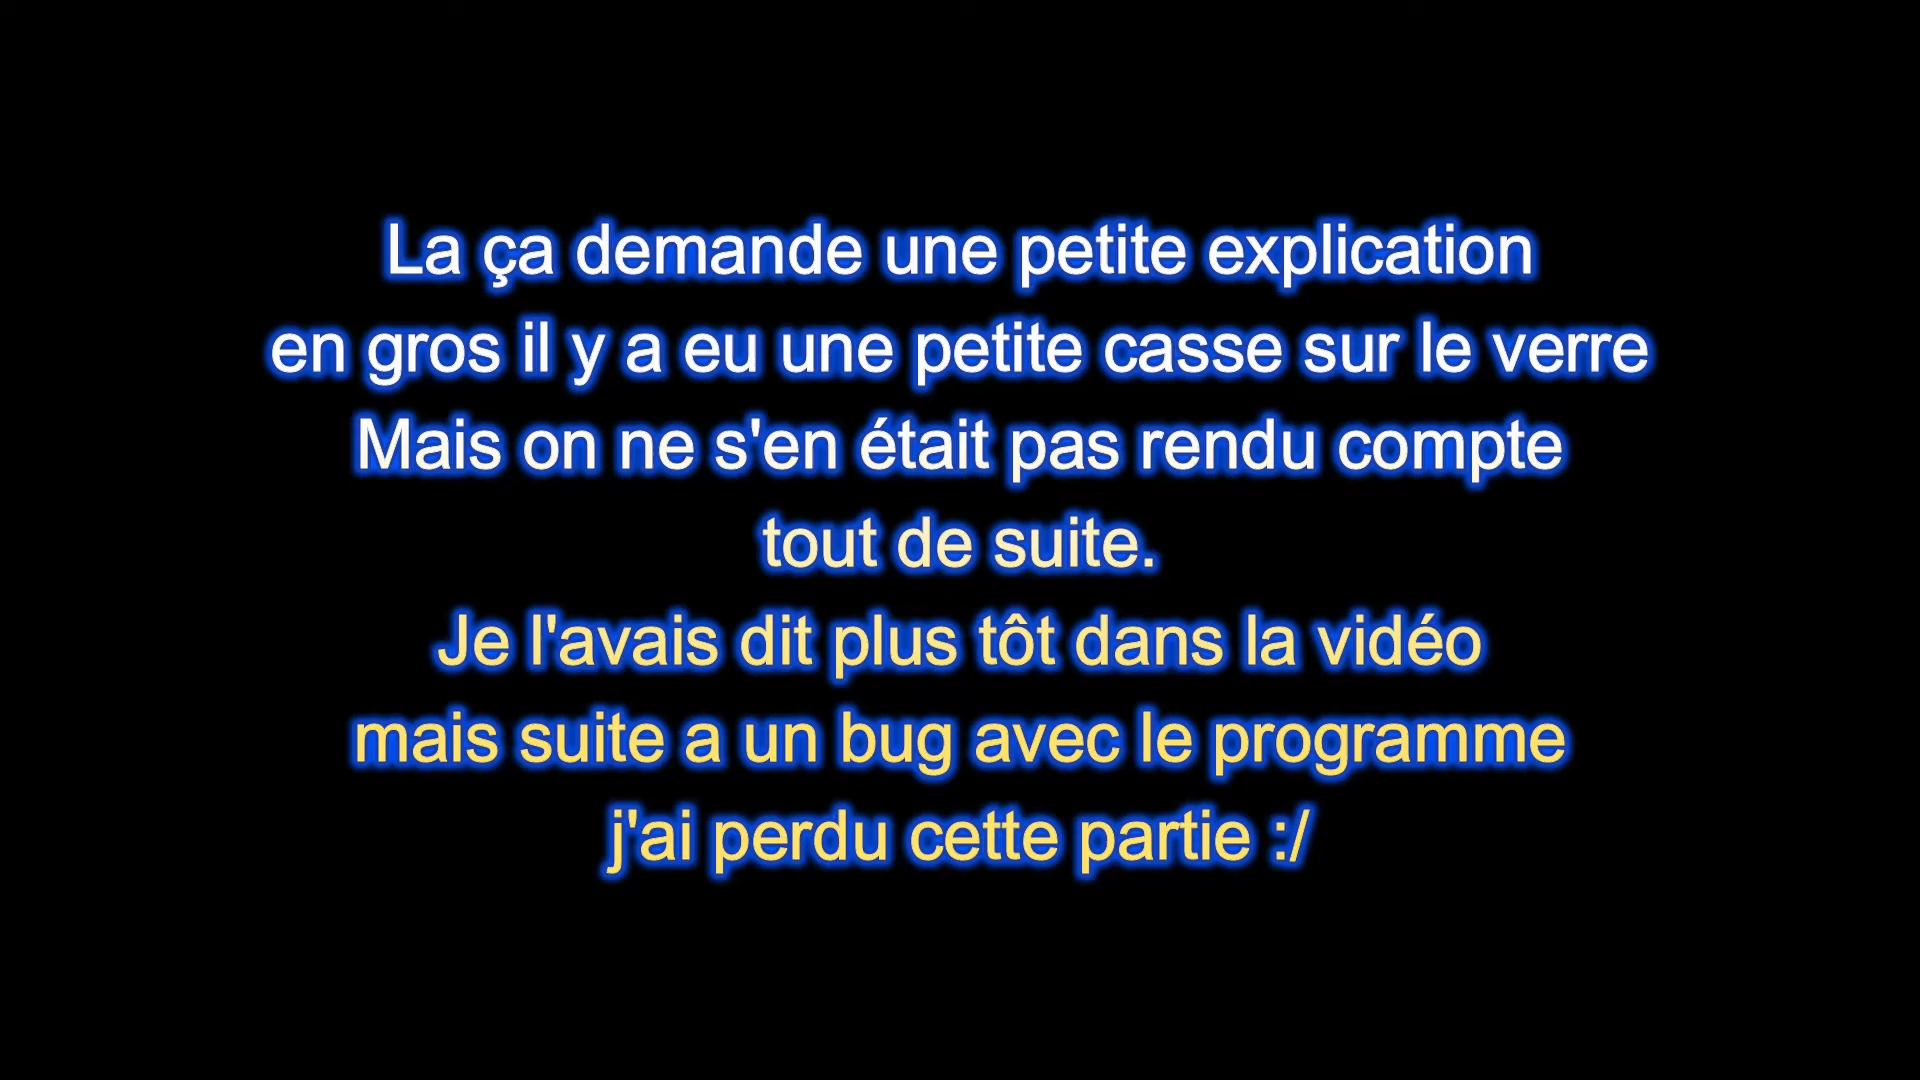 La ça demande une petite explication
en gros il y a eu une petite casse sur le verre
Mais on ne s'en était pas rendu compte
tout de suite.
Je l'avais dit plus tôt dans la vidéo
mais suite a un bug avec le programme
j'ai perdu cette partie :/